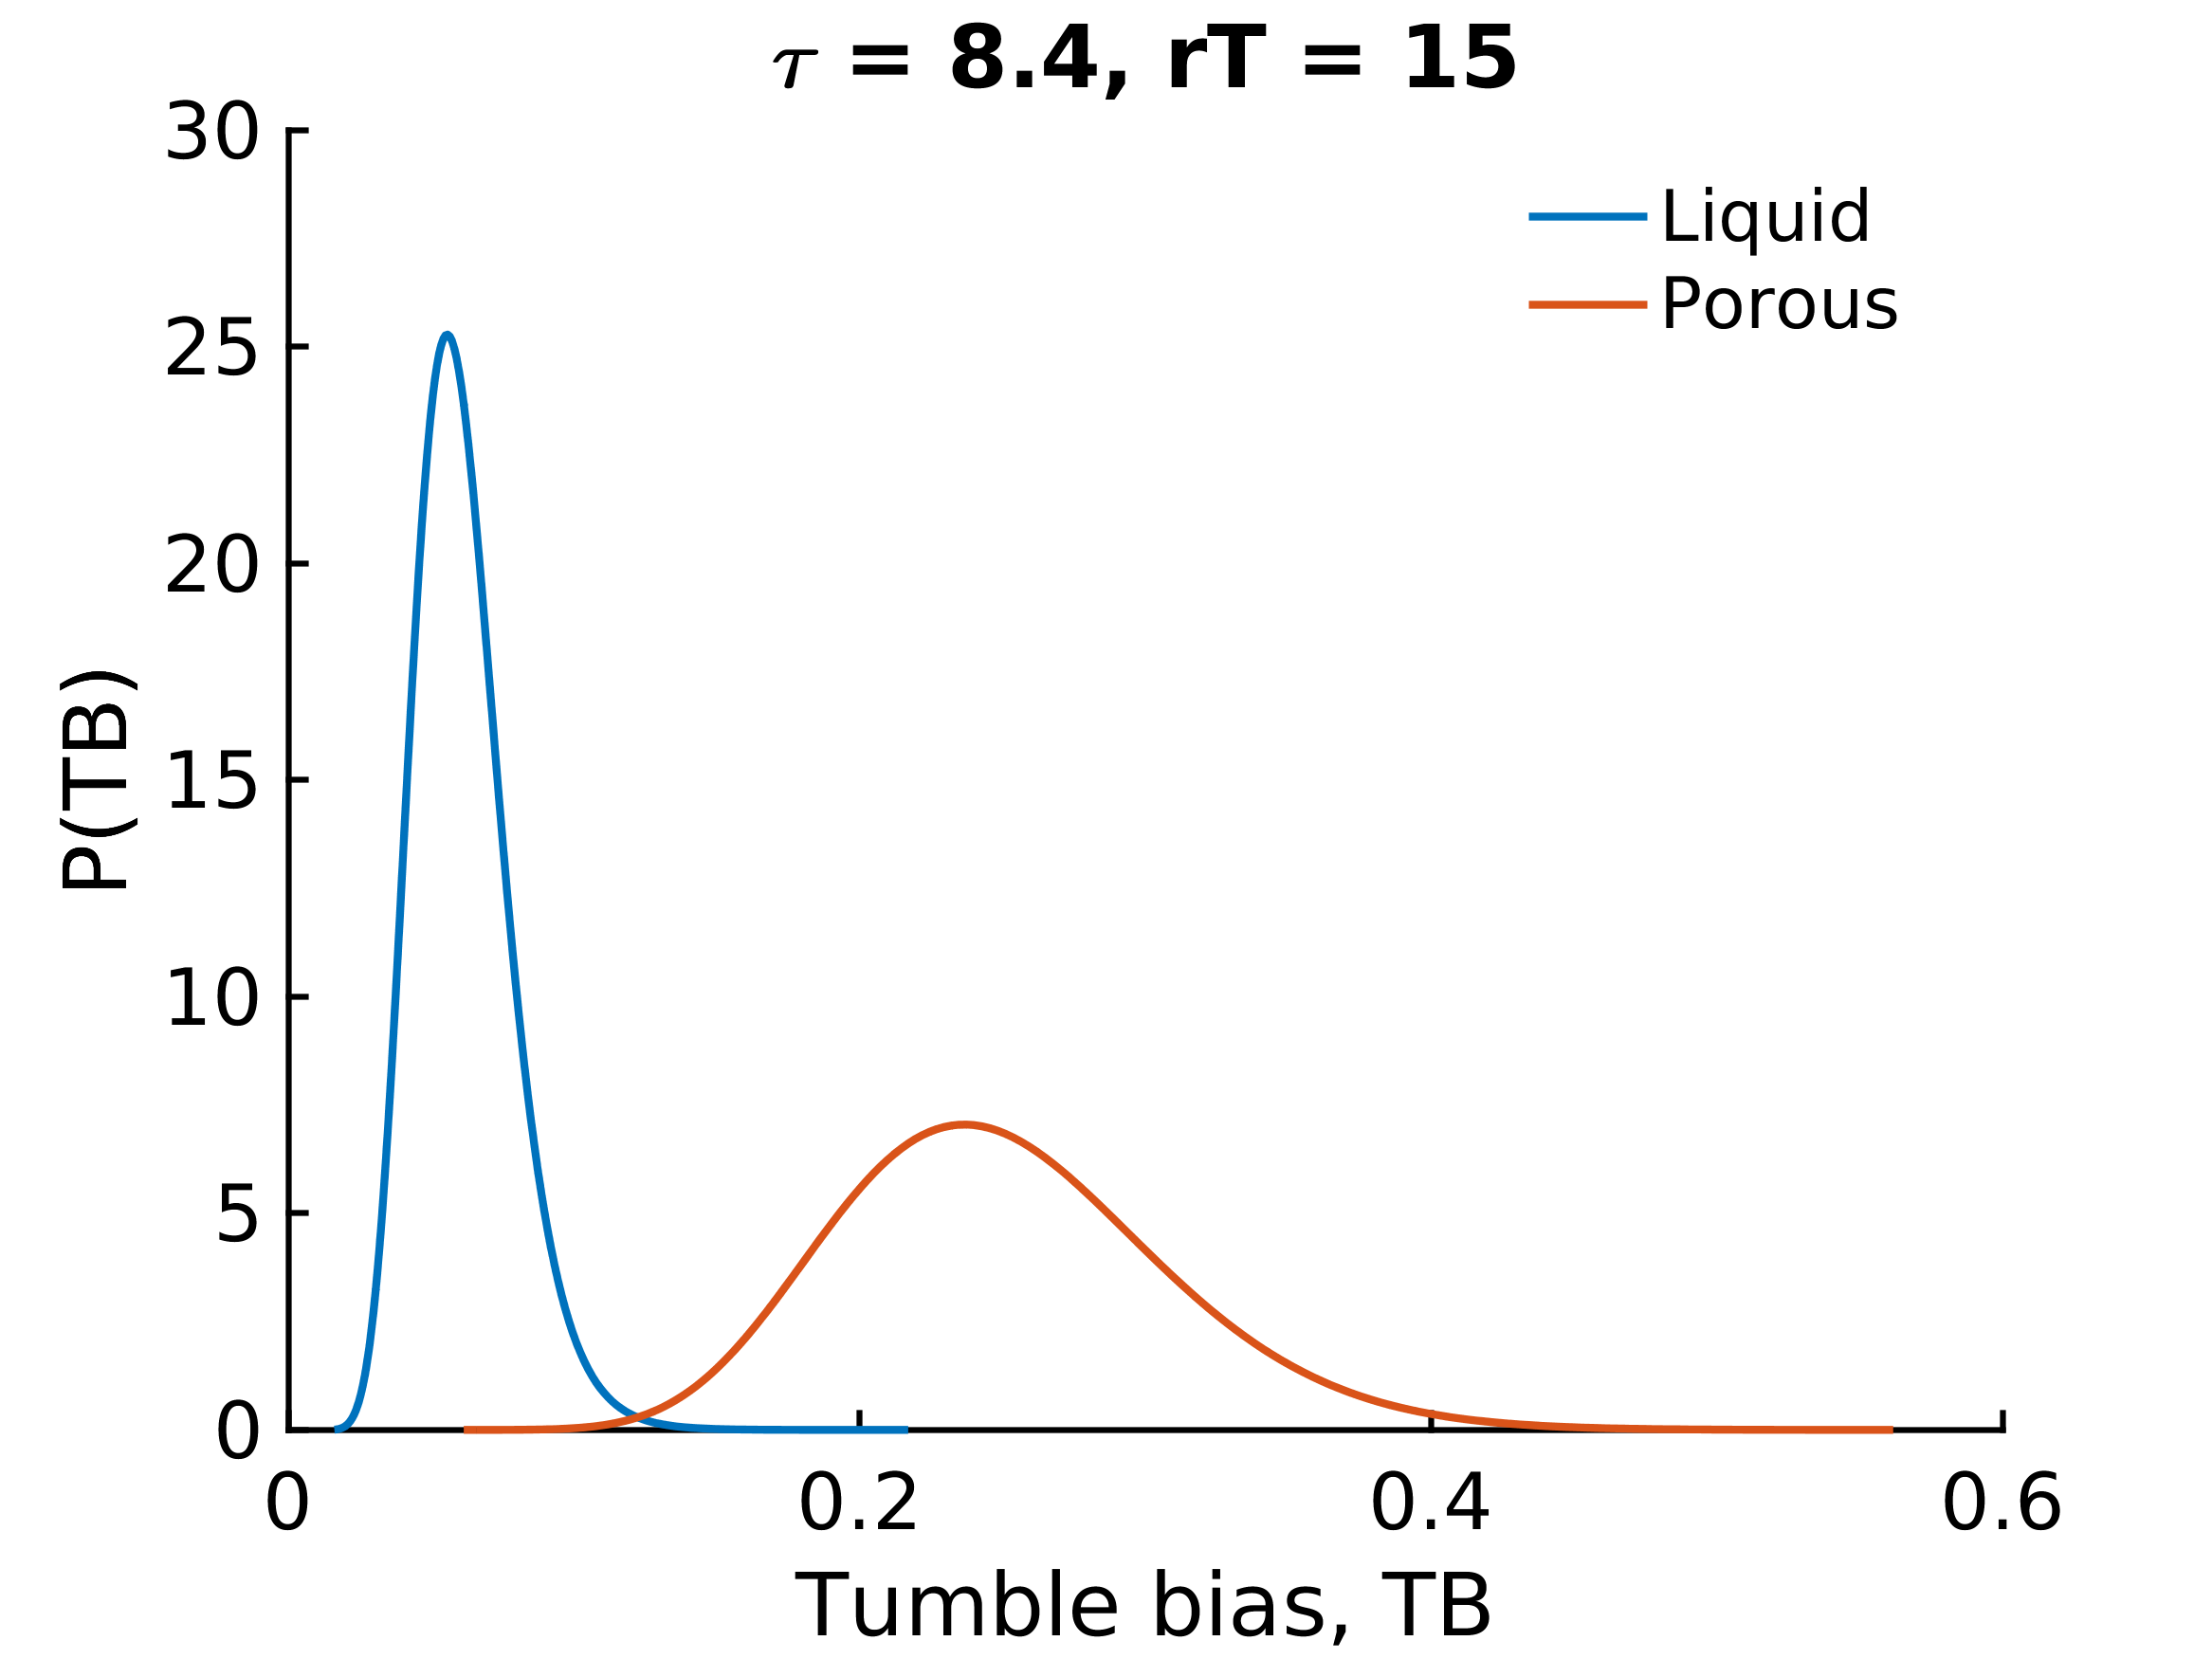 τ = 8.4, rT = 15
30
25
20
15
10
5
0
P(TB)
Liquid
Porous
0 0.2 0.4 0.6
Tumble bias, TB